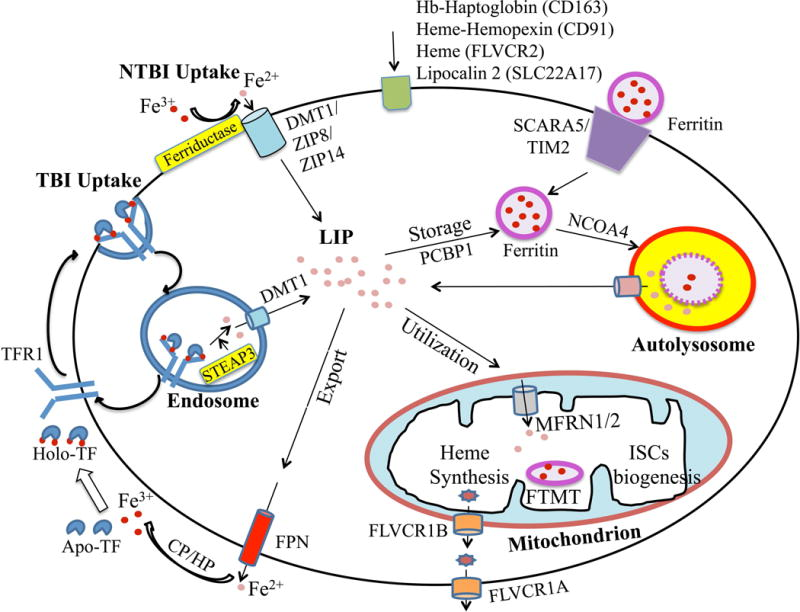 Hb-Haptoglobin (CD163)
Heme-Hemopexin (CD91)
Heme (FLVCR2)
Lipocalin 2 (SLC22A17)
NTBI Uptake
Fe2+
Fe3+
Ferriductase
DMT1/
ZIP8/
ZIP14
SCARA5/
TIM2
Ferritin
TBI Uptake
LIP
Storage
PCBP1
Ferritin
NCOA4
DMT1
STEAP3
Endosome
TFR1
Autolysosome
Utilization
Export
MFRN1/2
Heme
Synthesis
ISCs
biogenesis
FTMT
Holo-TF
Fe3+
Apo-TF
CP/HP
FPN
Fe2+
FLVCR1B
Mitochondrion
FLVCR1A